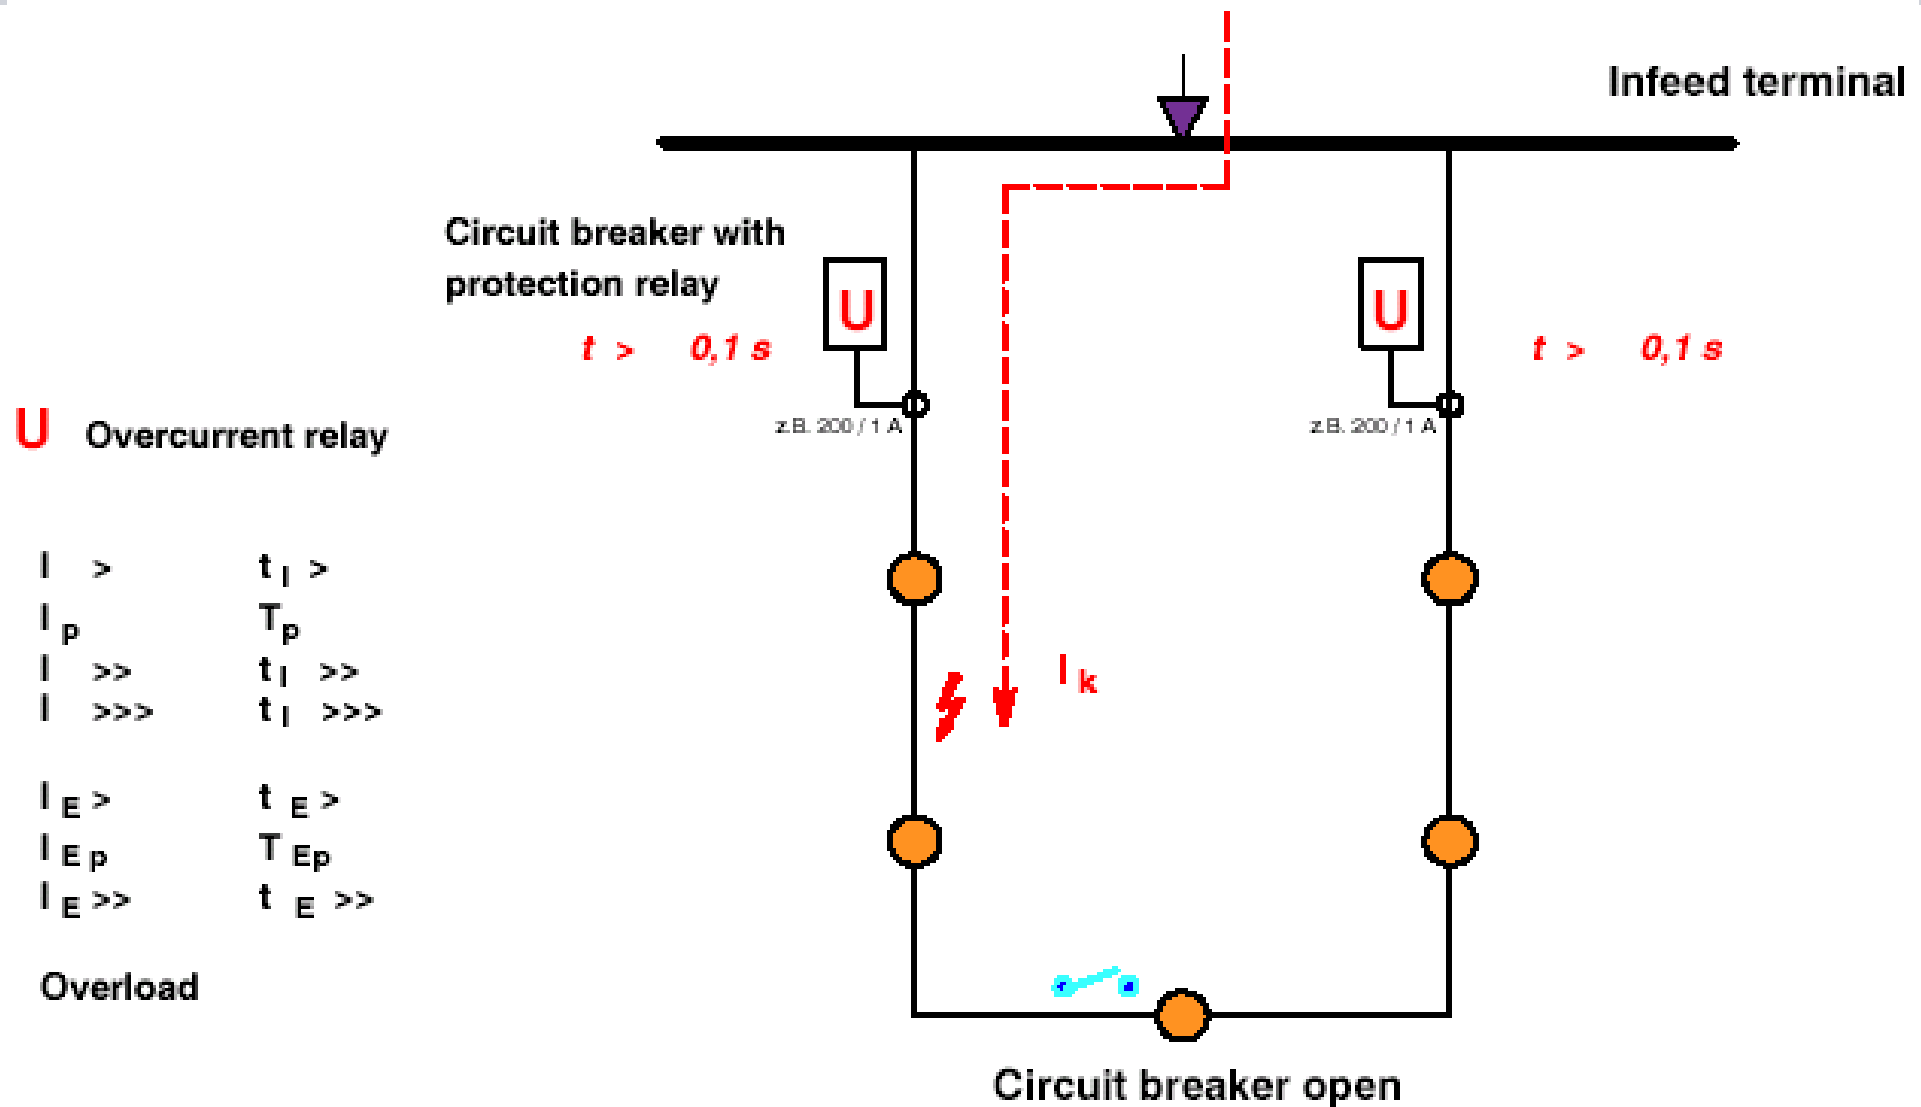 Infeed terminal
Circuit breaker with
protection relay
t > 0,1 s
U
U
t > 0,1 s
z.B. 200 / 1 A
z.B. 200 / 1 A
U Overcurrent relay
I > t I >
I p T p
I >> t I >>
I >>> t I >>>
I k
I E > t E >
I E p T Ep
I E >> t E >>
Overload
Circuit breaker open